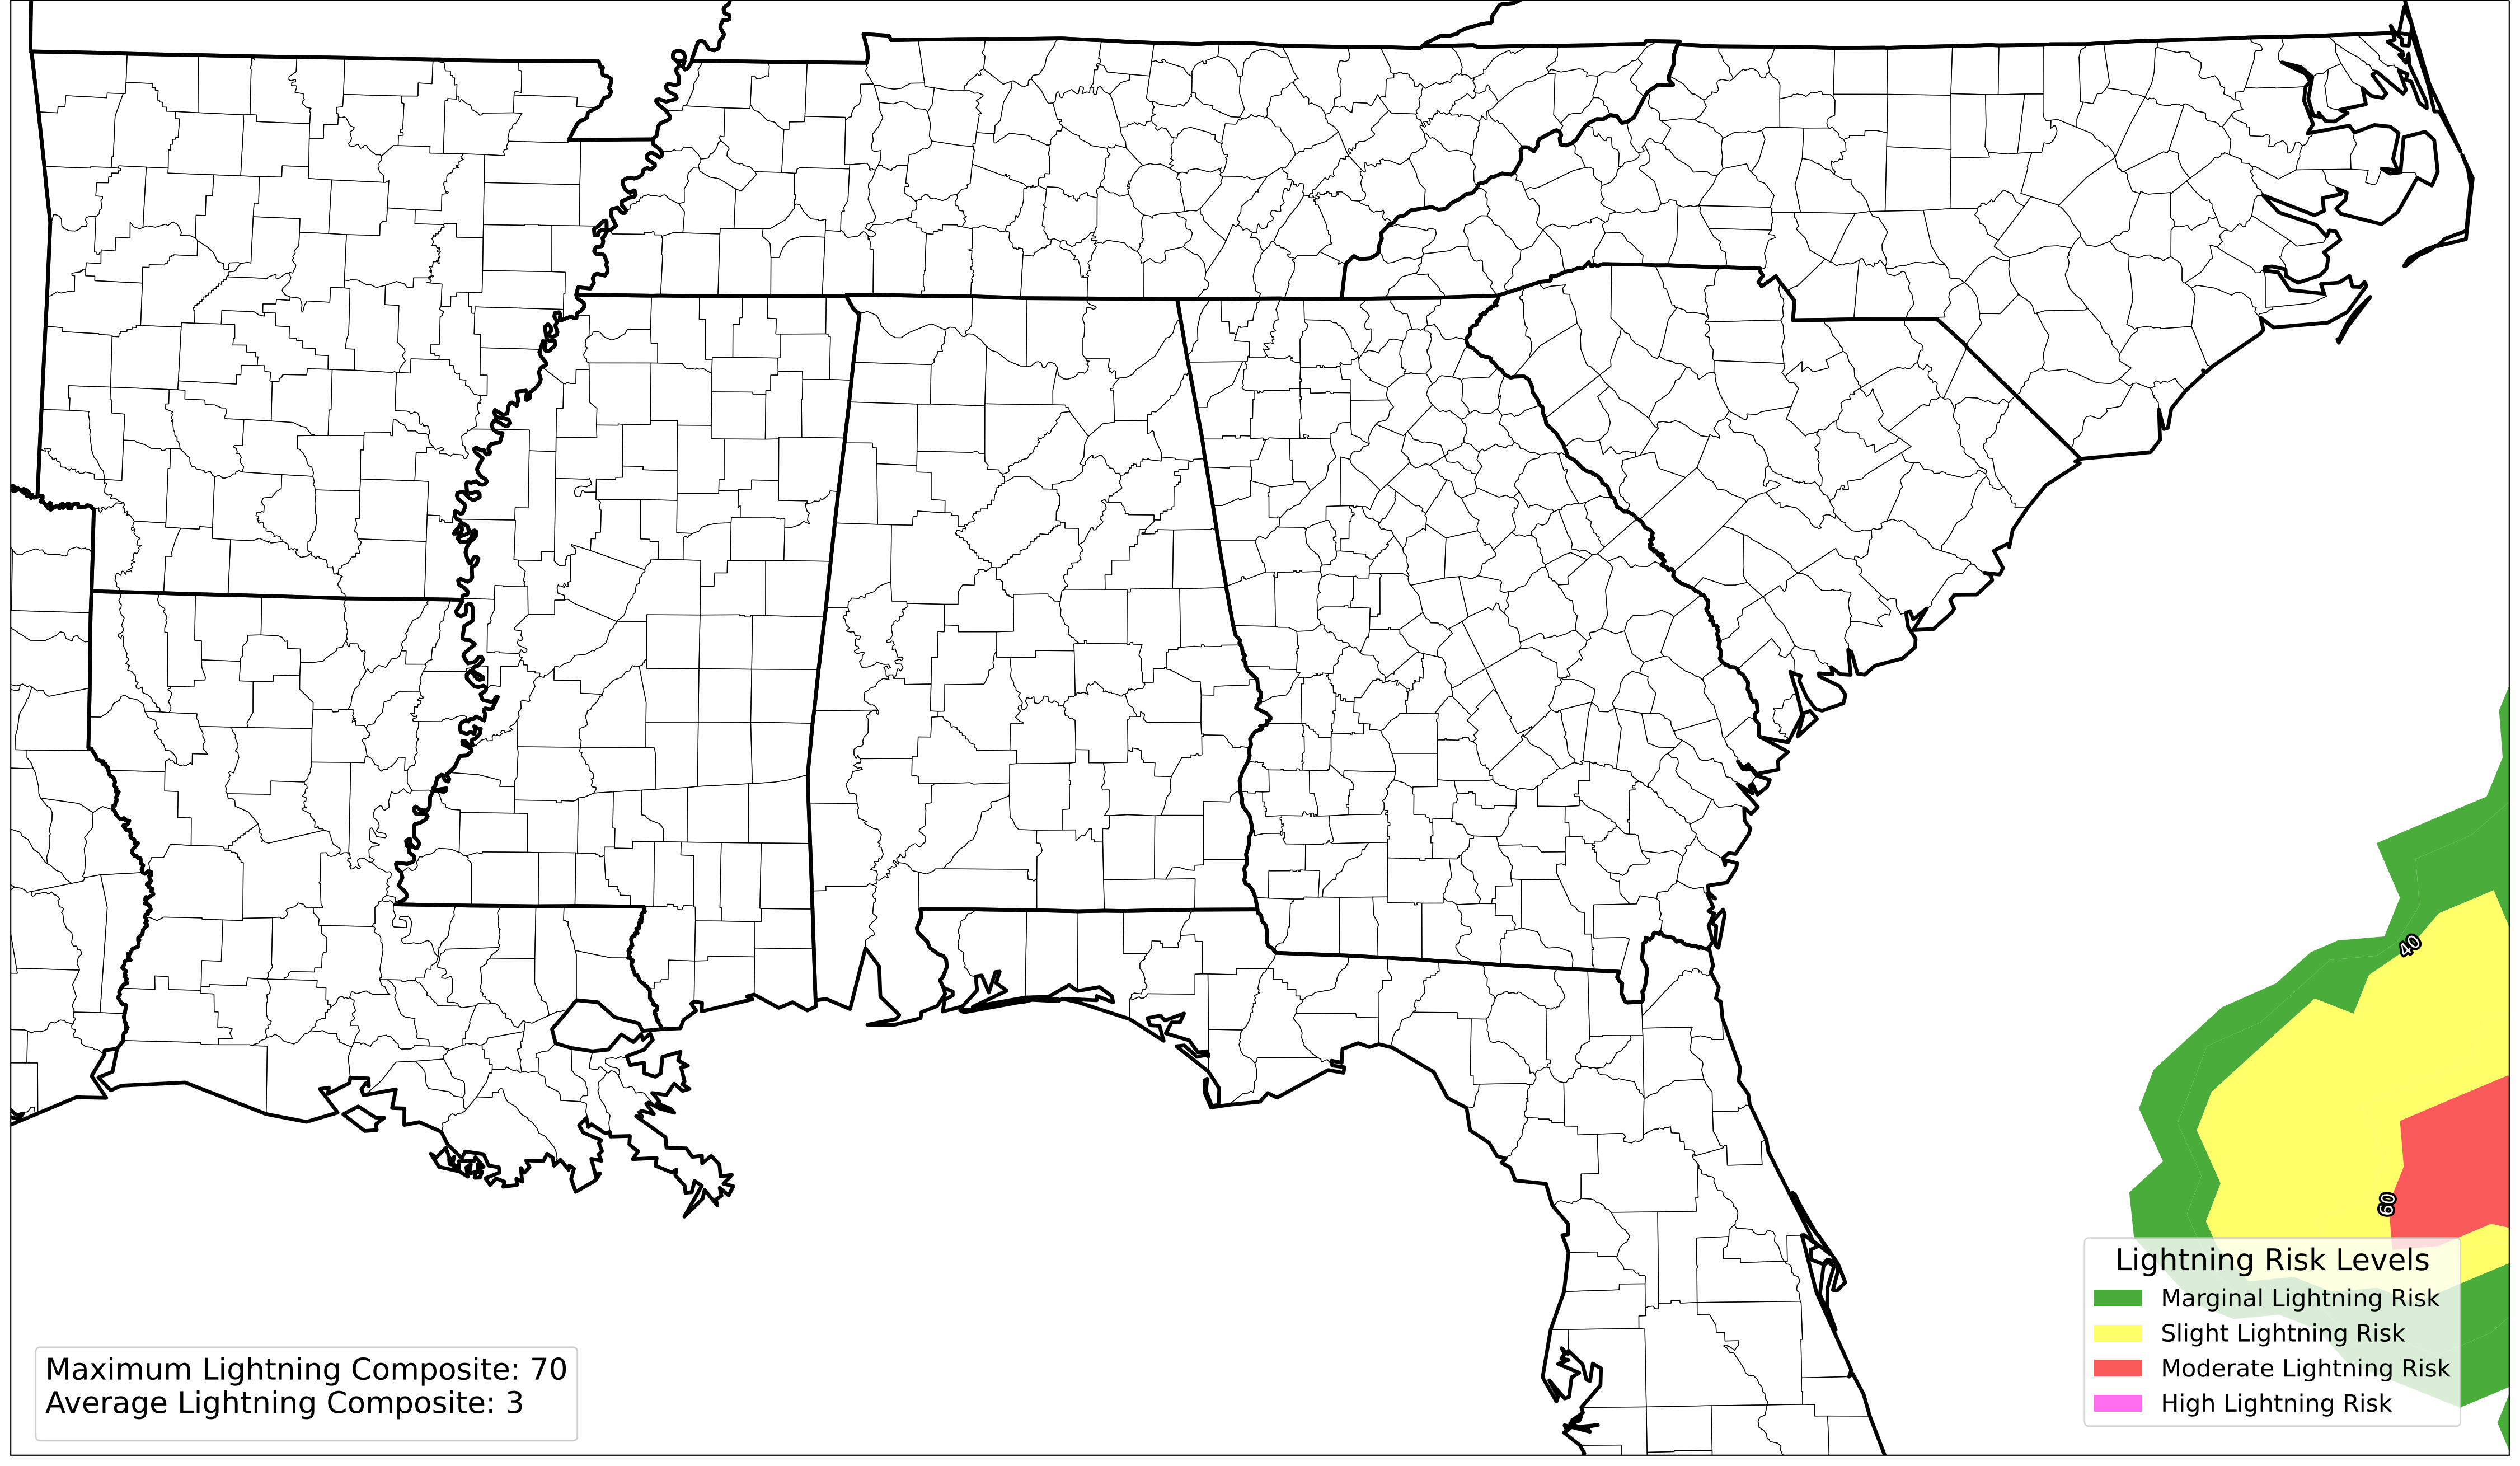 40
60
Lightning Risk Levels
Marginal Lightning Risk
Slight Lightning Risk
Moderate Lightning Risk
High Lightning Risk
Maximum Lightning Composite: 70
Average Lightning Composite: 3